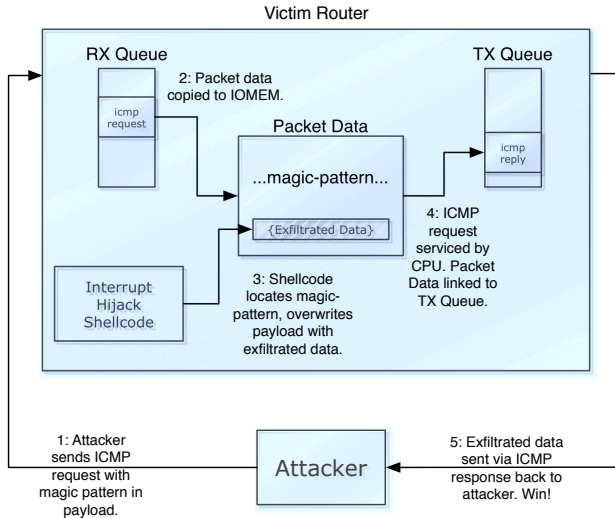 Victim Router
RX Queue
TX Queue
icmp
request
2: Packet data
copied to IOMEM.
Packet Data
...magic-pattern...
{Exfiltrated Data}
icmp
reply
Interrupt
Hijack
Shellcode
3: Shellcode
locates magic-
pattern, overwrites
payload with
exfiltrated data.
4: ICMP
request
serviced by
CPU. Packet
Data linked to
TX Queue.
1: Attacker
sends ICMP
request with
magic pattern in
payload.
Attacker
5: Exfiltrated data
sent via ICMP
response back to
attacker. Win!